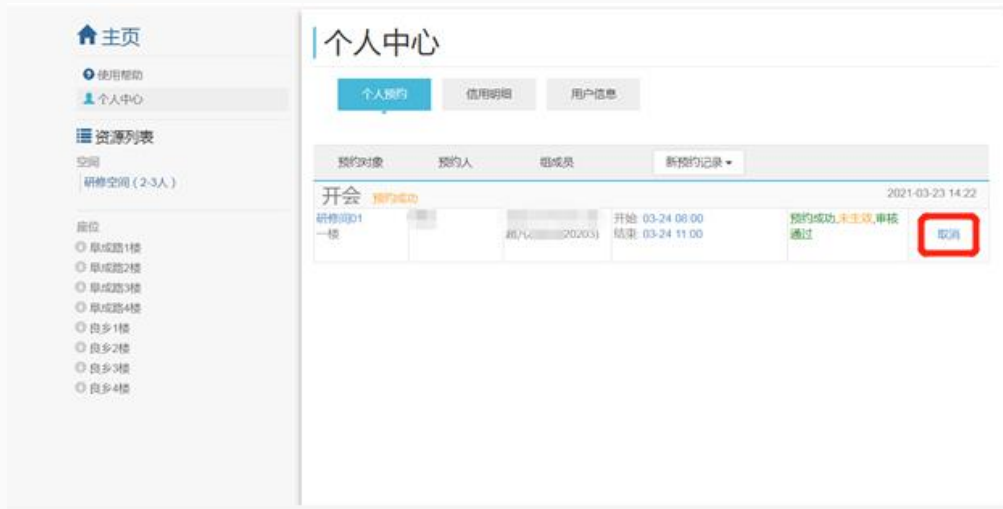 主页
使用帮助
个人中心
资源列表
空间
研修空间 ( 2-3人 )
座位
阜成路1楼
阜成路2楼
阜成路3楼
阜成路4楼
良乡1楼
良乡2楼
良乡3楼
良乡4楼
个人中心
个人预约 信用明细 用户信息
预约对象 预约人 组成员 新预约记录
开会 预约成功 2021-03-23 14:22
研修间01 开始: 03-24 08:00 预约成功,未生效,审核
一楼 20203) 结束: 03-24 11:00 通过 取消